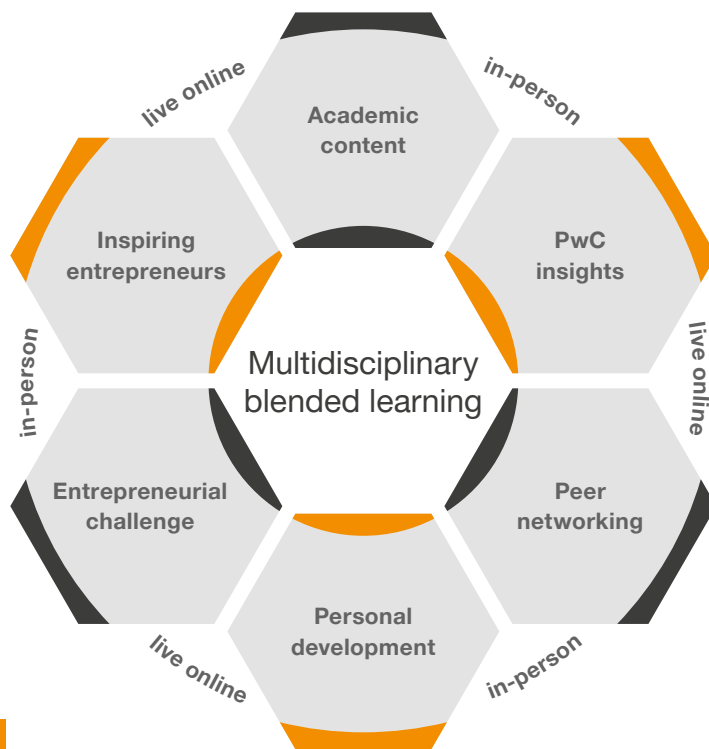 live online
in-person
Academic
content
Inspiring
entrepreneurs
PwC
insights
in-person
Multidisciplinary
blended learning
live online
Entrepreneurial
challenge
Peer
networking
Personal
development
live online
in-person